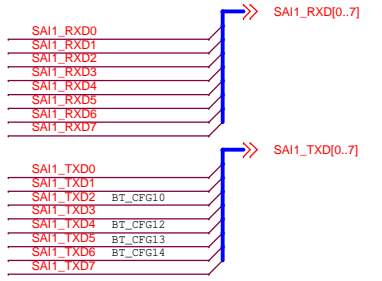 SAI1_RXD[0..7]
SAI1_RXD0
SAI1_RXD1
SAI1_RXD2
SAI1_RXD3
SAI1_RXD4
SAI1_RXD5
SAI1_RXD6
SAI1_RXD7
SAI1_TXD[0..7]
SAI1_TXD0
SAI1_TXD1
SAI1_TXD2 BT_CFG10
SAI1_TXD3
SAI1_TXD4 BT_CFG12
SAI1_TXD5 BT_CFG13
SAI1_TXD6 BT_CFG14
SAI1_TXD7